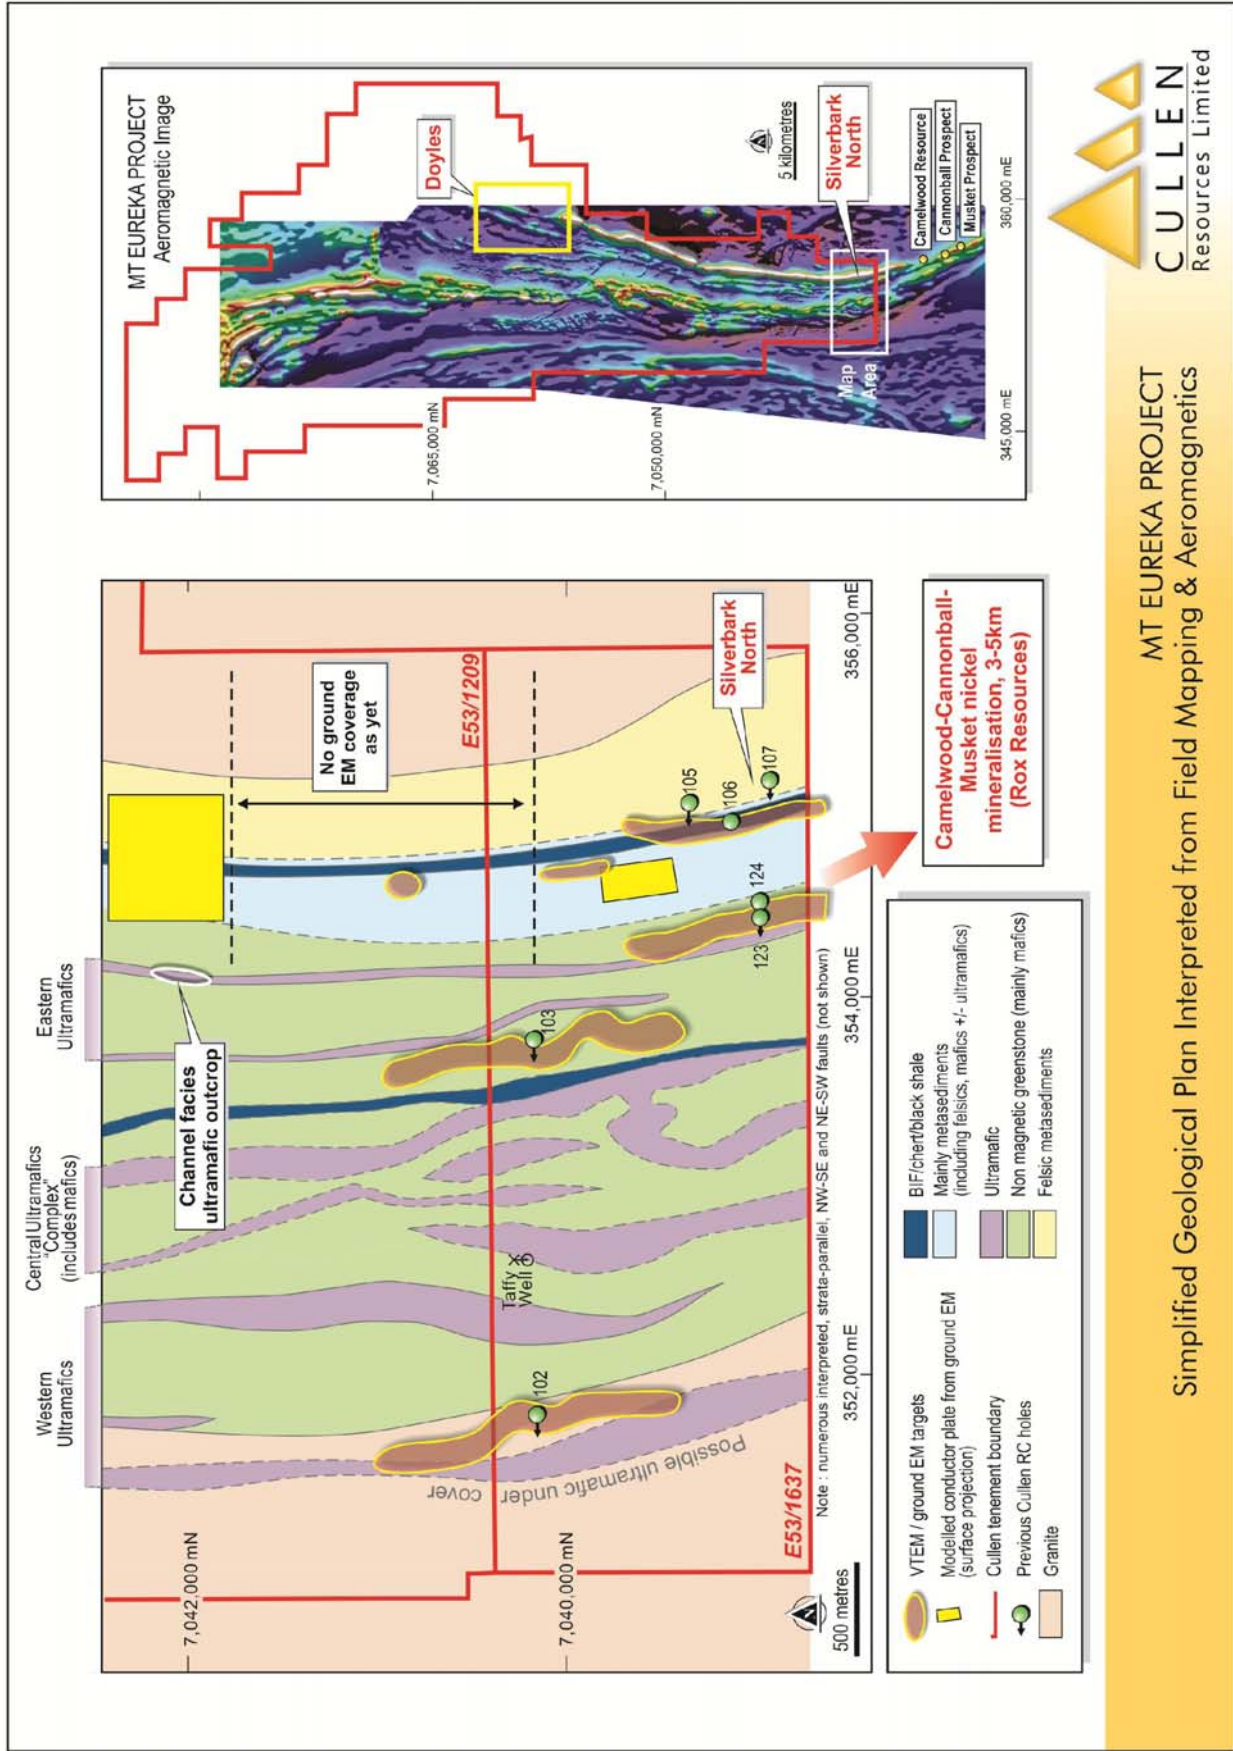 Western
Ultramafics
Central Ultramafics
"Complex"
(includes mafics)
Eastern
Ultramafics
Channel facies
ultramafic outcrop
No ground
EM coverage
as yet
7,042,000 mN
7,040,000 mN
E53/1209
E53/1637
Taffy
Well
102
103
123
124
105
106
107
Silverbark
North
Possible ultramafic under cover
500 metres
Note : numerous interpreted, strata-parallel, NW-SE and NE-SW faults (not shown)
352,000 mE
354,000 mE
356,000 mE
VTEM / ground EM targets
Modelled conductor plate from ground EM
(surface projection)
Cullen tenement boundary
Previous Cullen RC holes
Granite
BIF/chert/black shale
Mainly metasediments
(including felsics, mafics +/- ultramafics)
Ultramafic
Non magnetic greenstone (mainly mafics)
Felsic metasediments
Camelwood-Cannonball-
Musket nickel
mineralisation, 3-5km
(Rox Resources)
MT EUREKA PROJECT
Aeromagnetic Image
Doyles
7,065,000 mN
7,050,000 mN
5 kilometres
Silverbark
North
Map
Area
Camelwood Resource
Cannonball Prospect
Musket Prospect
345,000 mE
360,000 mE
MT EUREKA PROJECT
Simplified Geological Plan Interpreted from Field Mapping & Aeromagnetics
CULLEN
Resources Limited